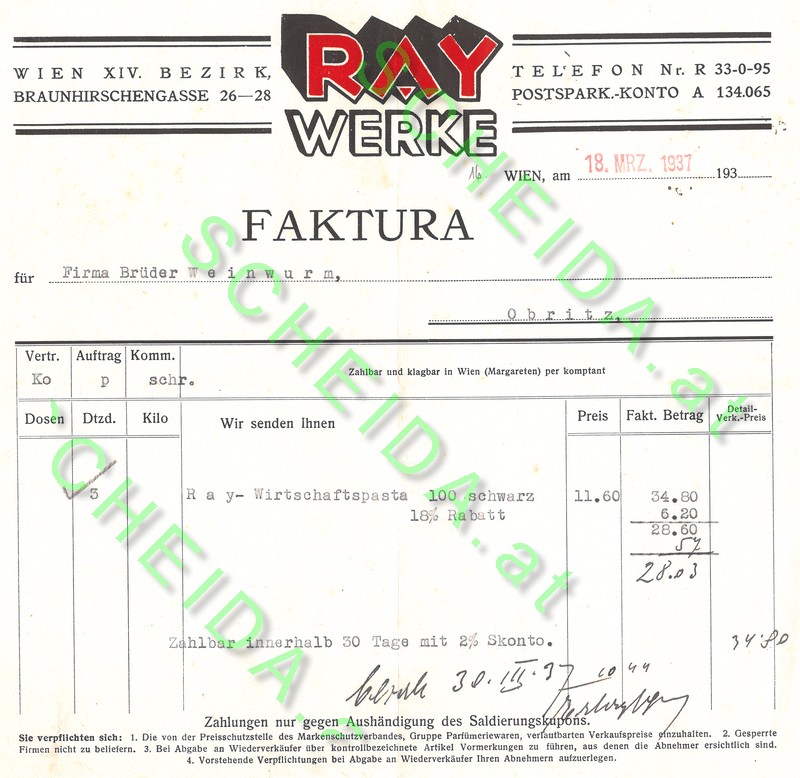 RAY
WERKE
WIEN XIV. BEZIRK,
BRAUNHIRSCHENGASSE 26—28
TELEFON Nr. R 33-0-95
POSTSPARK.-KONTO A 134.065
16. WIEN, am 18. MRZ. 1937 193
FAKTURA
für Firma Brüder Weinwurm,
Obritz,
Vertr. Auftrag Komm.
Ko p schr.
Zahlbar und klagbar in Wien (Margareten) per komptant
Dosen Dtzd. Kilo Wir senden Ihnen Preis Fakt. Betrag Detail-
Verk.-Preis
3 Ray- Wirtschaftspasta 100 schwarz 11.60 34.80
18% Rabatt 6.20
28.60
57
28.03
Zahlbar innerhalb 30 Tage mit 2% Skonto. 34.80
30. III. 37
Zahlungen nur gegen Aushändigung des Saldierungskupons.
Sie verpflichten sich: 1. Die von der Preisschutzstelle des Markenschutzverbandes, Gruppe Parfümeriewaren, verlautbarten Verkaufspreise einzuhalten. 2. Gesperrte
Firmen nicht zu beliefern. 3. Bei Abgabe an Wiederverkäufer über kontrollbezeichnete Artikel Vormerkungen zu führen, aus denen die Abnehmer ersichtlich sind.
4. Vorstehende Verpflichtungen bei Abgabe an Wiederverkäufer Ihren Abnehmern aufzuerlegen.
SCHEIDA.at
SCHEIDA.at
SCHEIDA.at